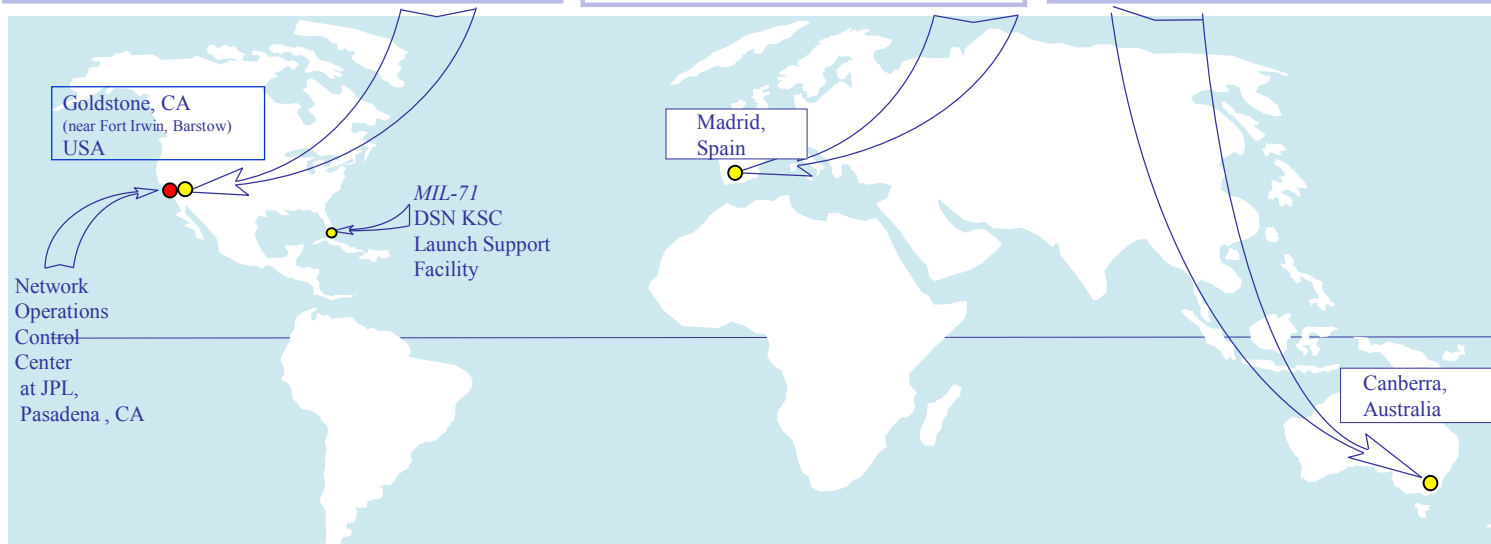 Goldstone, CA
(near Fort Irwin, Barstow)
USA
Madrid,
Spain
MIL-71
DSN KSC
Launch Support
Facility
Network
Operations
Control
Center
at JPL,
Pasadena , CA
Canberra,
Australia